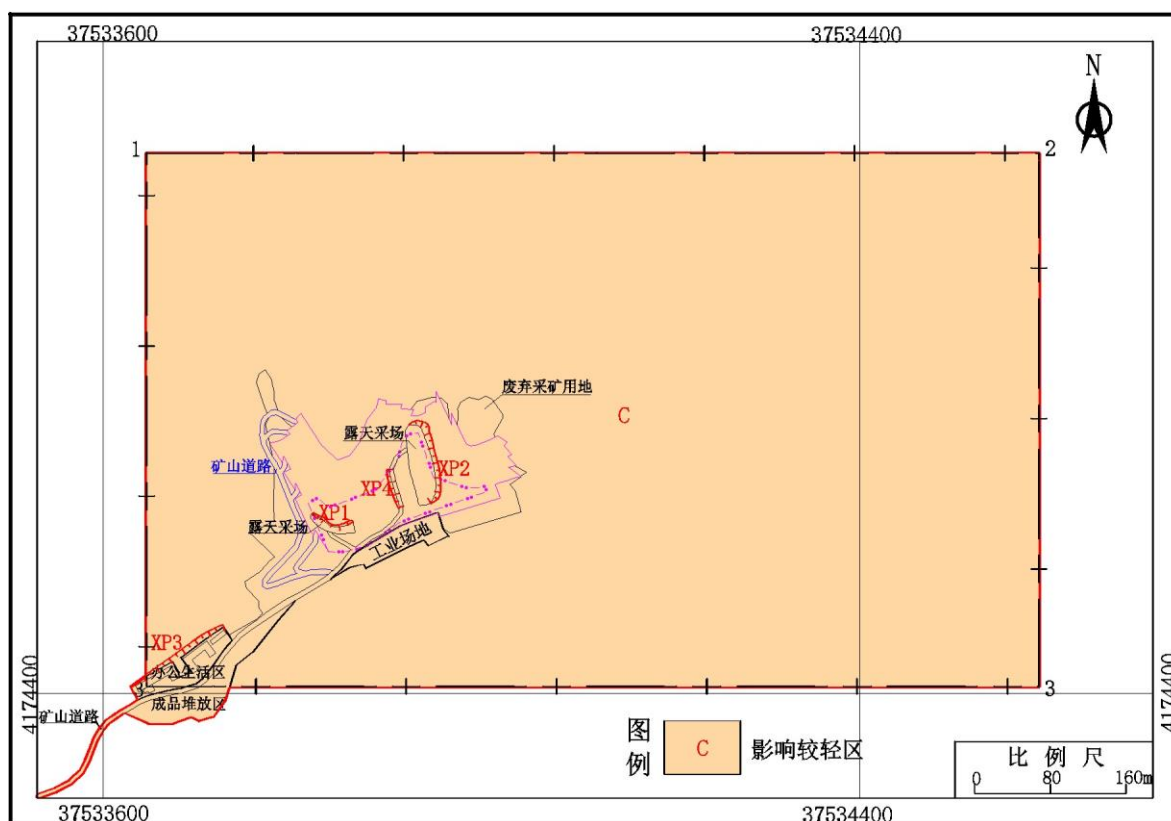 37533600
37534400
N
1
2
废弃采矿用地
C
露天采场
矿山道路
XP2
XP4
XP1
露天采场
工业场地
XP3
办公生活区
4174400
3
4174400
成品堆放区
矿山道路
图例
C
影响较轻区
比例尺
0
80
160m
37533600
37534400